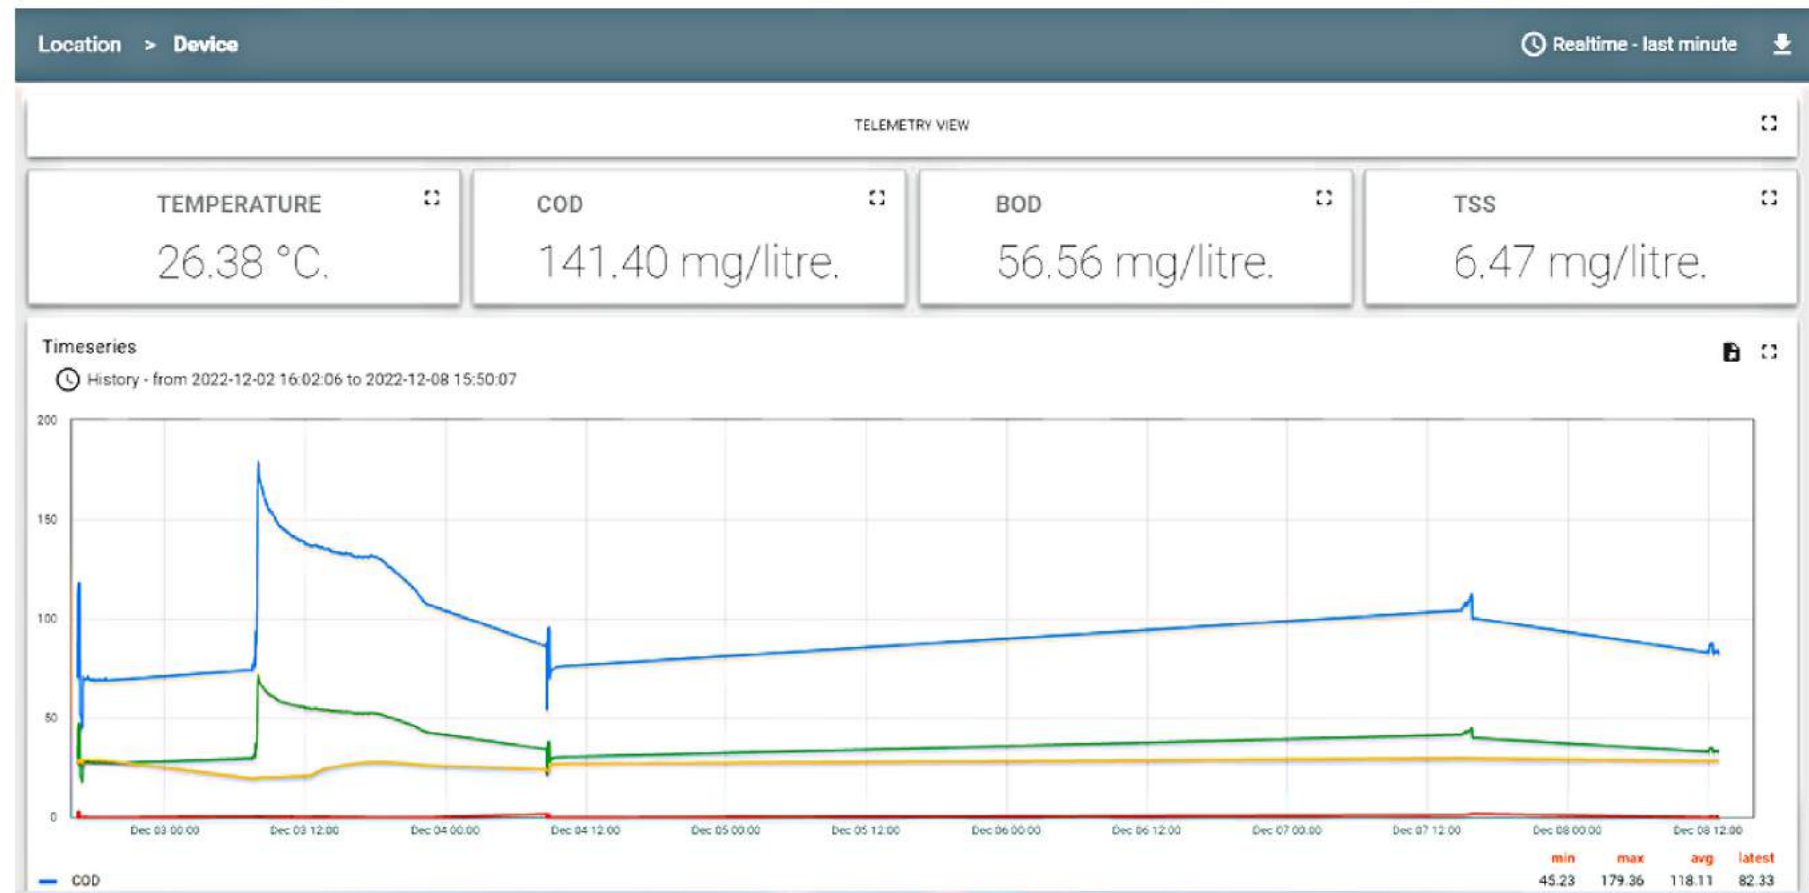 Location > Device
Realtime - last minute
TELEMETRY VIEW
TEMPERATURE
26.38 °C.
COD
141.40 mg/litre.
BOD
56.56 mg/litre.
TSS
6.47 mg/litre.
Timeseries
History - from 2022-12-02 16:02:06 to 2022-12-08 15:50:07
200
150
100
50
0
Dec 03 00:00 Dec 03 12:00 Dec 04 00:00 Dec 04 12:00 Dec 05 00:00 Dec 05 12:00 Dec 06 00:00 Dec 06 12:00 Dec 07 00:00 Dec 07 12:00 Dec 08 00:00 Dec 08 12:00
min max avg latest
COD 45.23 179.36 118.11 82.33